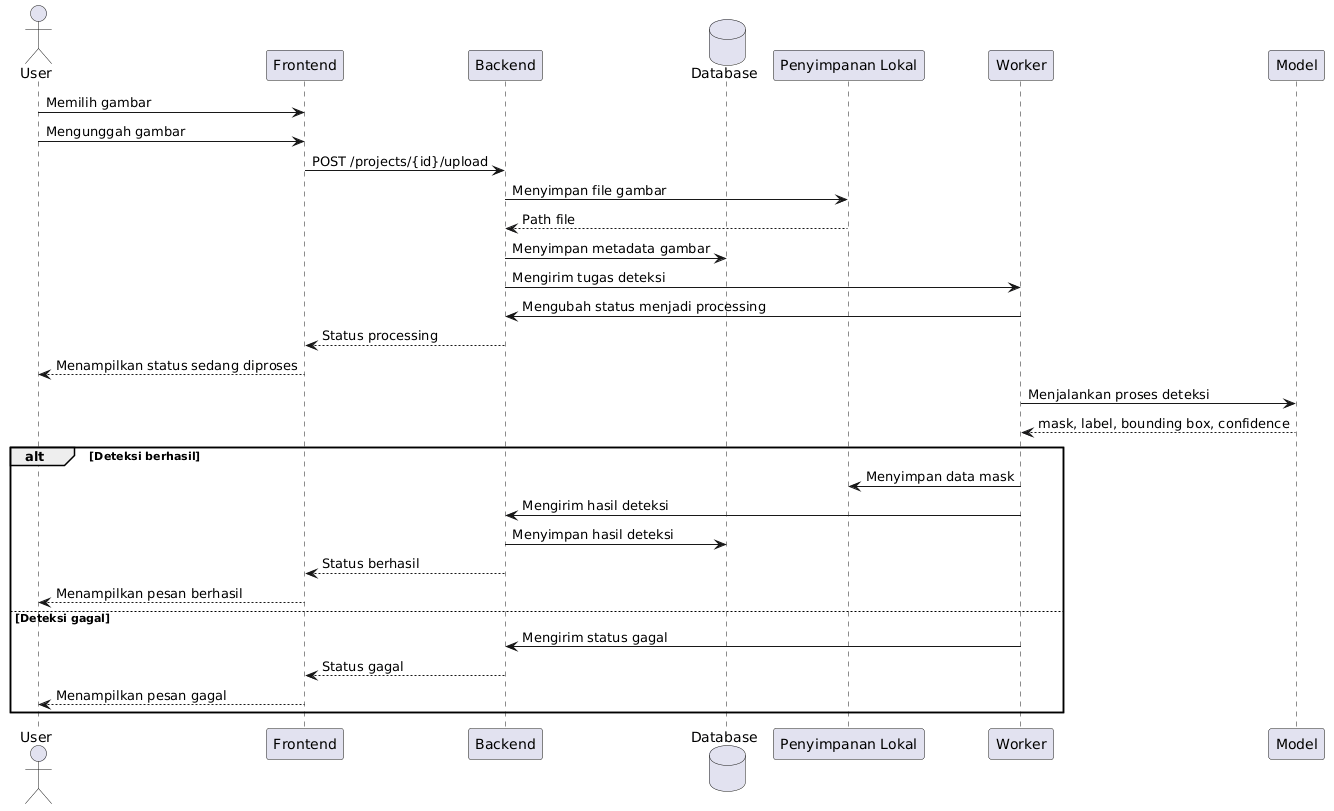 User
Frontend
Backend
Database
Penyimpanan Lokal
Worker
Model
Memilih gambar
Mengunggah gambar
POST /projects/{id}/upload
Menyimpan file gambar
Path file
Menyimpan metadata gambar
Mengirim tugas deteksi
Mengubah status menjadi processing
Status processing
Menampilkan status sedang diproses
Menjalankan proses deteksi
mask, label, bounding box, confidence
alt [Deteksi berhasil]
Menyimpan data mask
Mengirim hasil deteksi
Menyimpan hasil deteksi
Status berhasil
Menampilkan pesan berhasil
[Deteksi gagal]
Mengirim status gagal
Status gagal
Menampilkan pesan gagal
User
Frontend
Backend
Database
Penyimpanan Lokal
Worker
Model